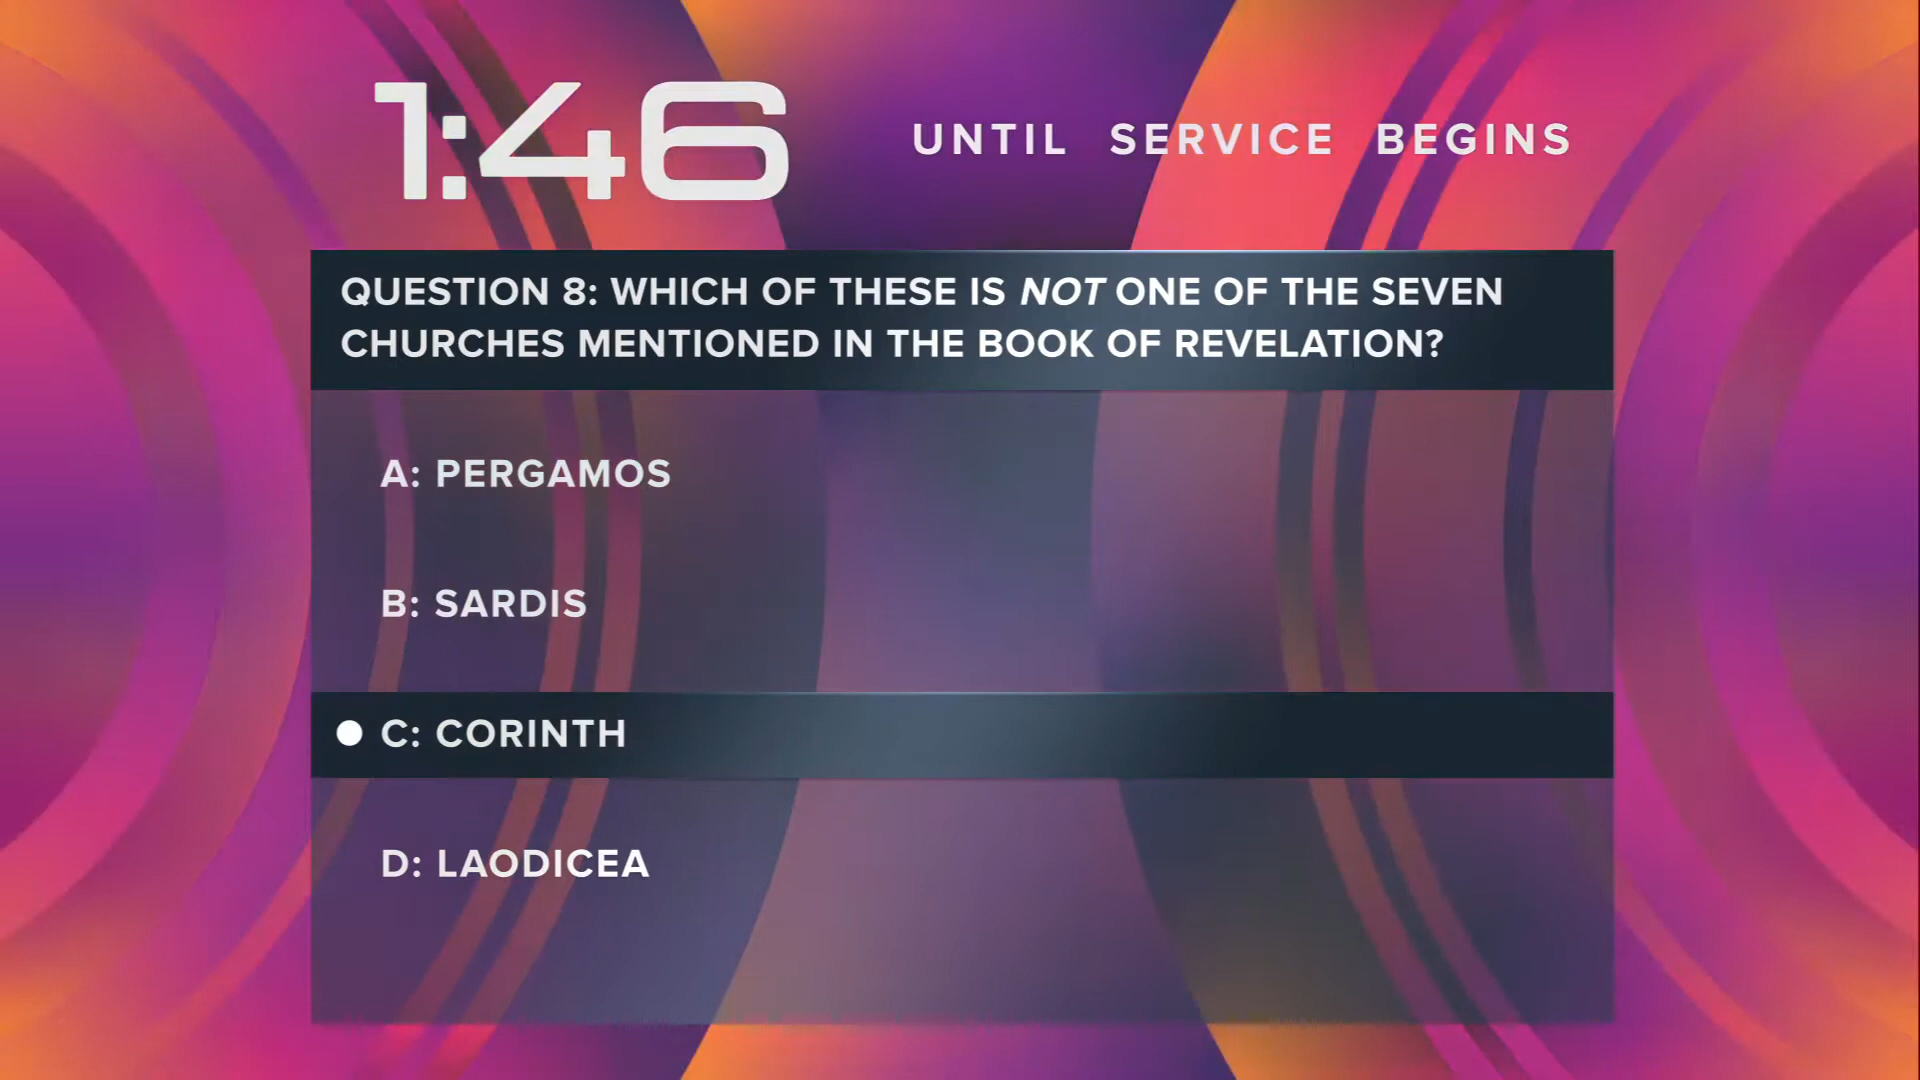 1:46 UNTIL SERVICE BEGINS
QUESTION 8: WHICH OF THESE IS NOT ONE OF THE SEVEN
CHURCHES MENTIONED IN THE BOOK OF REVELATION?
A: PERGAMOS
B: SARDIS
C: CORINTH
D: LAODICEA